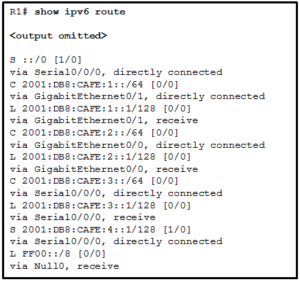 R1# show ipv6 route
<output omitted>
S ::/0 [1/0]
via Serial0/0/0, directly connected
C 2001:DB8:CAFE:1::/64 [0/0]
via GigabitEthernet0/1, directly connected
L 2001:DB8:CAFE:1::1/128 [0/0]
via GigabitEthernet0/1, receive
C 2001:DB8:CAFE:2::/64 [0/0]
via GigabitEthernet0/0, directly connected
L 2001:DB8:CAFE:2::1/128 [0/0]
via GigabitEthernet0/0, receive
C 2001:DB8:CAFE:3::/64 [0/0]
via Serial0/0/0, directly connected
L 2001:DB8:CAFE:3::1/128 [0/0]
via Serial0/0/0, receive
S 2001:DB8:CAFE:4::1/128 [1/0]
via Serial0/0/0, directly connected
L FF00::/8 [0/0]
via Null0, receive